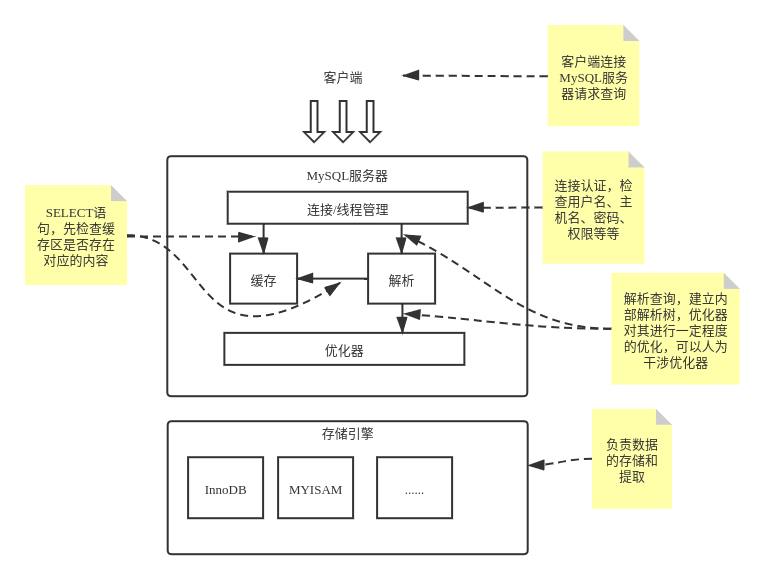 客户端连接
MySQL服务
器请求查询
客户端
MySQL服务器
连接/线程管理
连接认证，检
查用户名、主
机名、密码、
权限等等
SELECT语
句，先检查缓
存区是否存在
对应的内容
缓存
解析
解析查询，建立内
部解析树，优化器
对其进行一定程度
的优化，可以人为
干涉优化器
优化器
存储引擎
InnoDB
MYISAM
......
负责数据
的存储和
提取